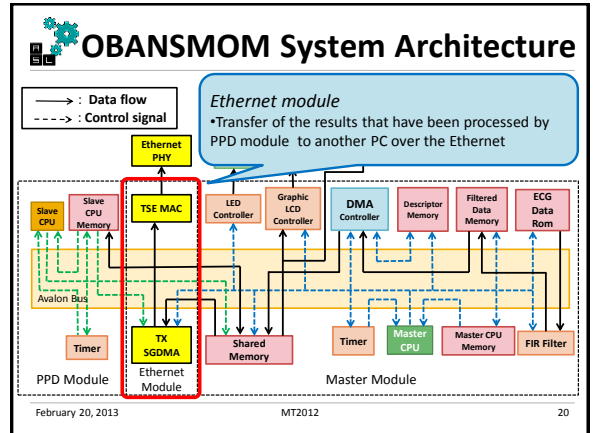 A S L
OBANSMOM System Architecture
: Data flow
: Control signal
Ethernet module
•Transfer of the results that have been processed by
PPD module to another PC over the Ethernet
Ethernet
PHY
Slave
CPU
Slave
CPU
Memory
TSE MAC
LED
Controller
Graphic
LCD
Controller
DMA
Controller
Descriptor
Memory
Filtered
Data
Memory
ECG
Data
Rom
Avalon Bus
Timer
TX
SGDMA
Shared
Memory
Timer
Master
CPU
Master CPU
Memory
FIR Filter
PPD Module
Ethernet
Module
Master Module
February 20, 2013
MT2012
20